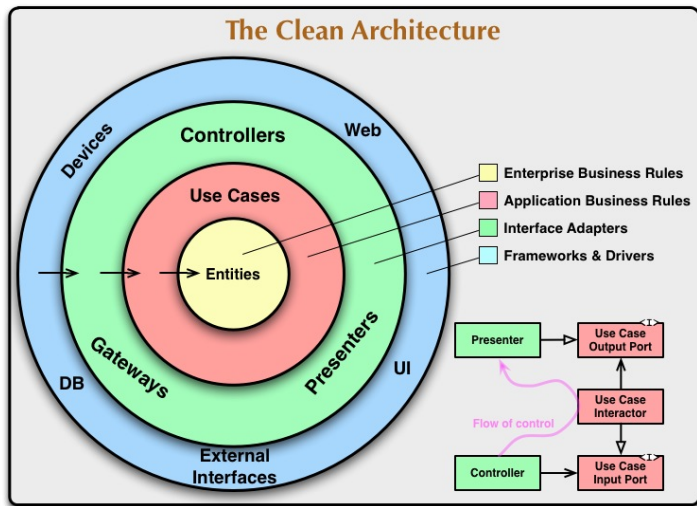 The Clean Architecture
Devices
Web
Controllers
Use Cases
Entities
Gateways
Presenters
DB
UI
External
Interfaces
Enterprise Business Rules
Application Business Rules
Interface Adapters
Frameworks & Drivers
Presenter
<I>
Use Case
Output Port
Use Case
Interactor
Flow of control
Controller
<I>
Use Case
Input Port